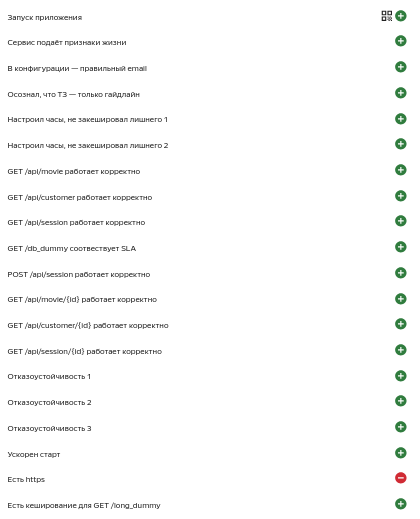 Запуск приложения
Сервис подаёт признаки жизни
В конфигурации — правильный email
Осознал, что ТЗ — только гайдлайн
Настроил часы, не закешировал лишнего 1
Настроил часы, не закешировал лишнего 2
GET /api/movie работает корректно
GET /api/customer работает корректно
GET /api/session работает корректно
GET /db_dummy соотвествует SLA
POST /api/session работает корректно
GET /api/movie/{id} работает корректно
GET /api/customer/{id} работает корректно
GET /api/session/{id} работает корректно
Отказоустойчивость 1
Отказоустойчивость 2
Отказоустойчивость 3
Ускорен старт
Есть https
Есть кеширование для GET /long_dummy